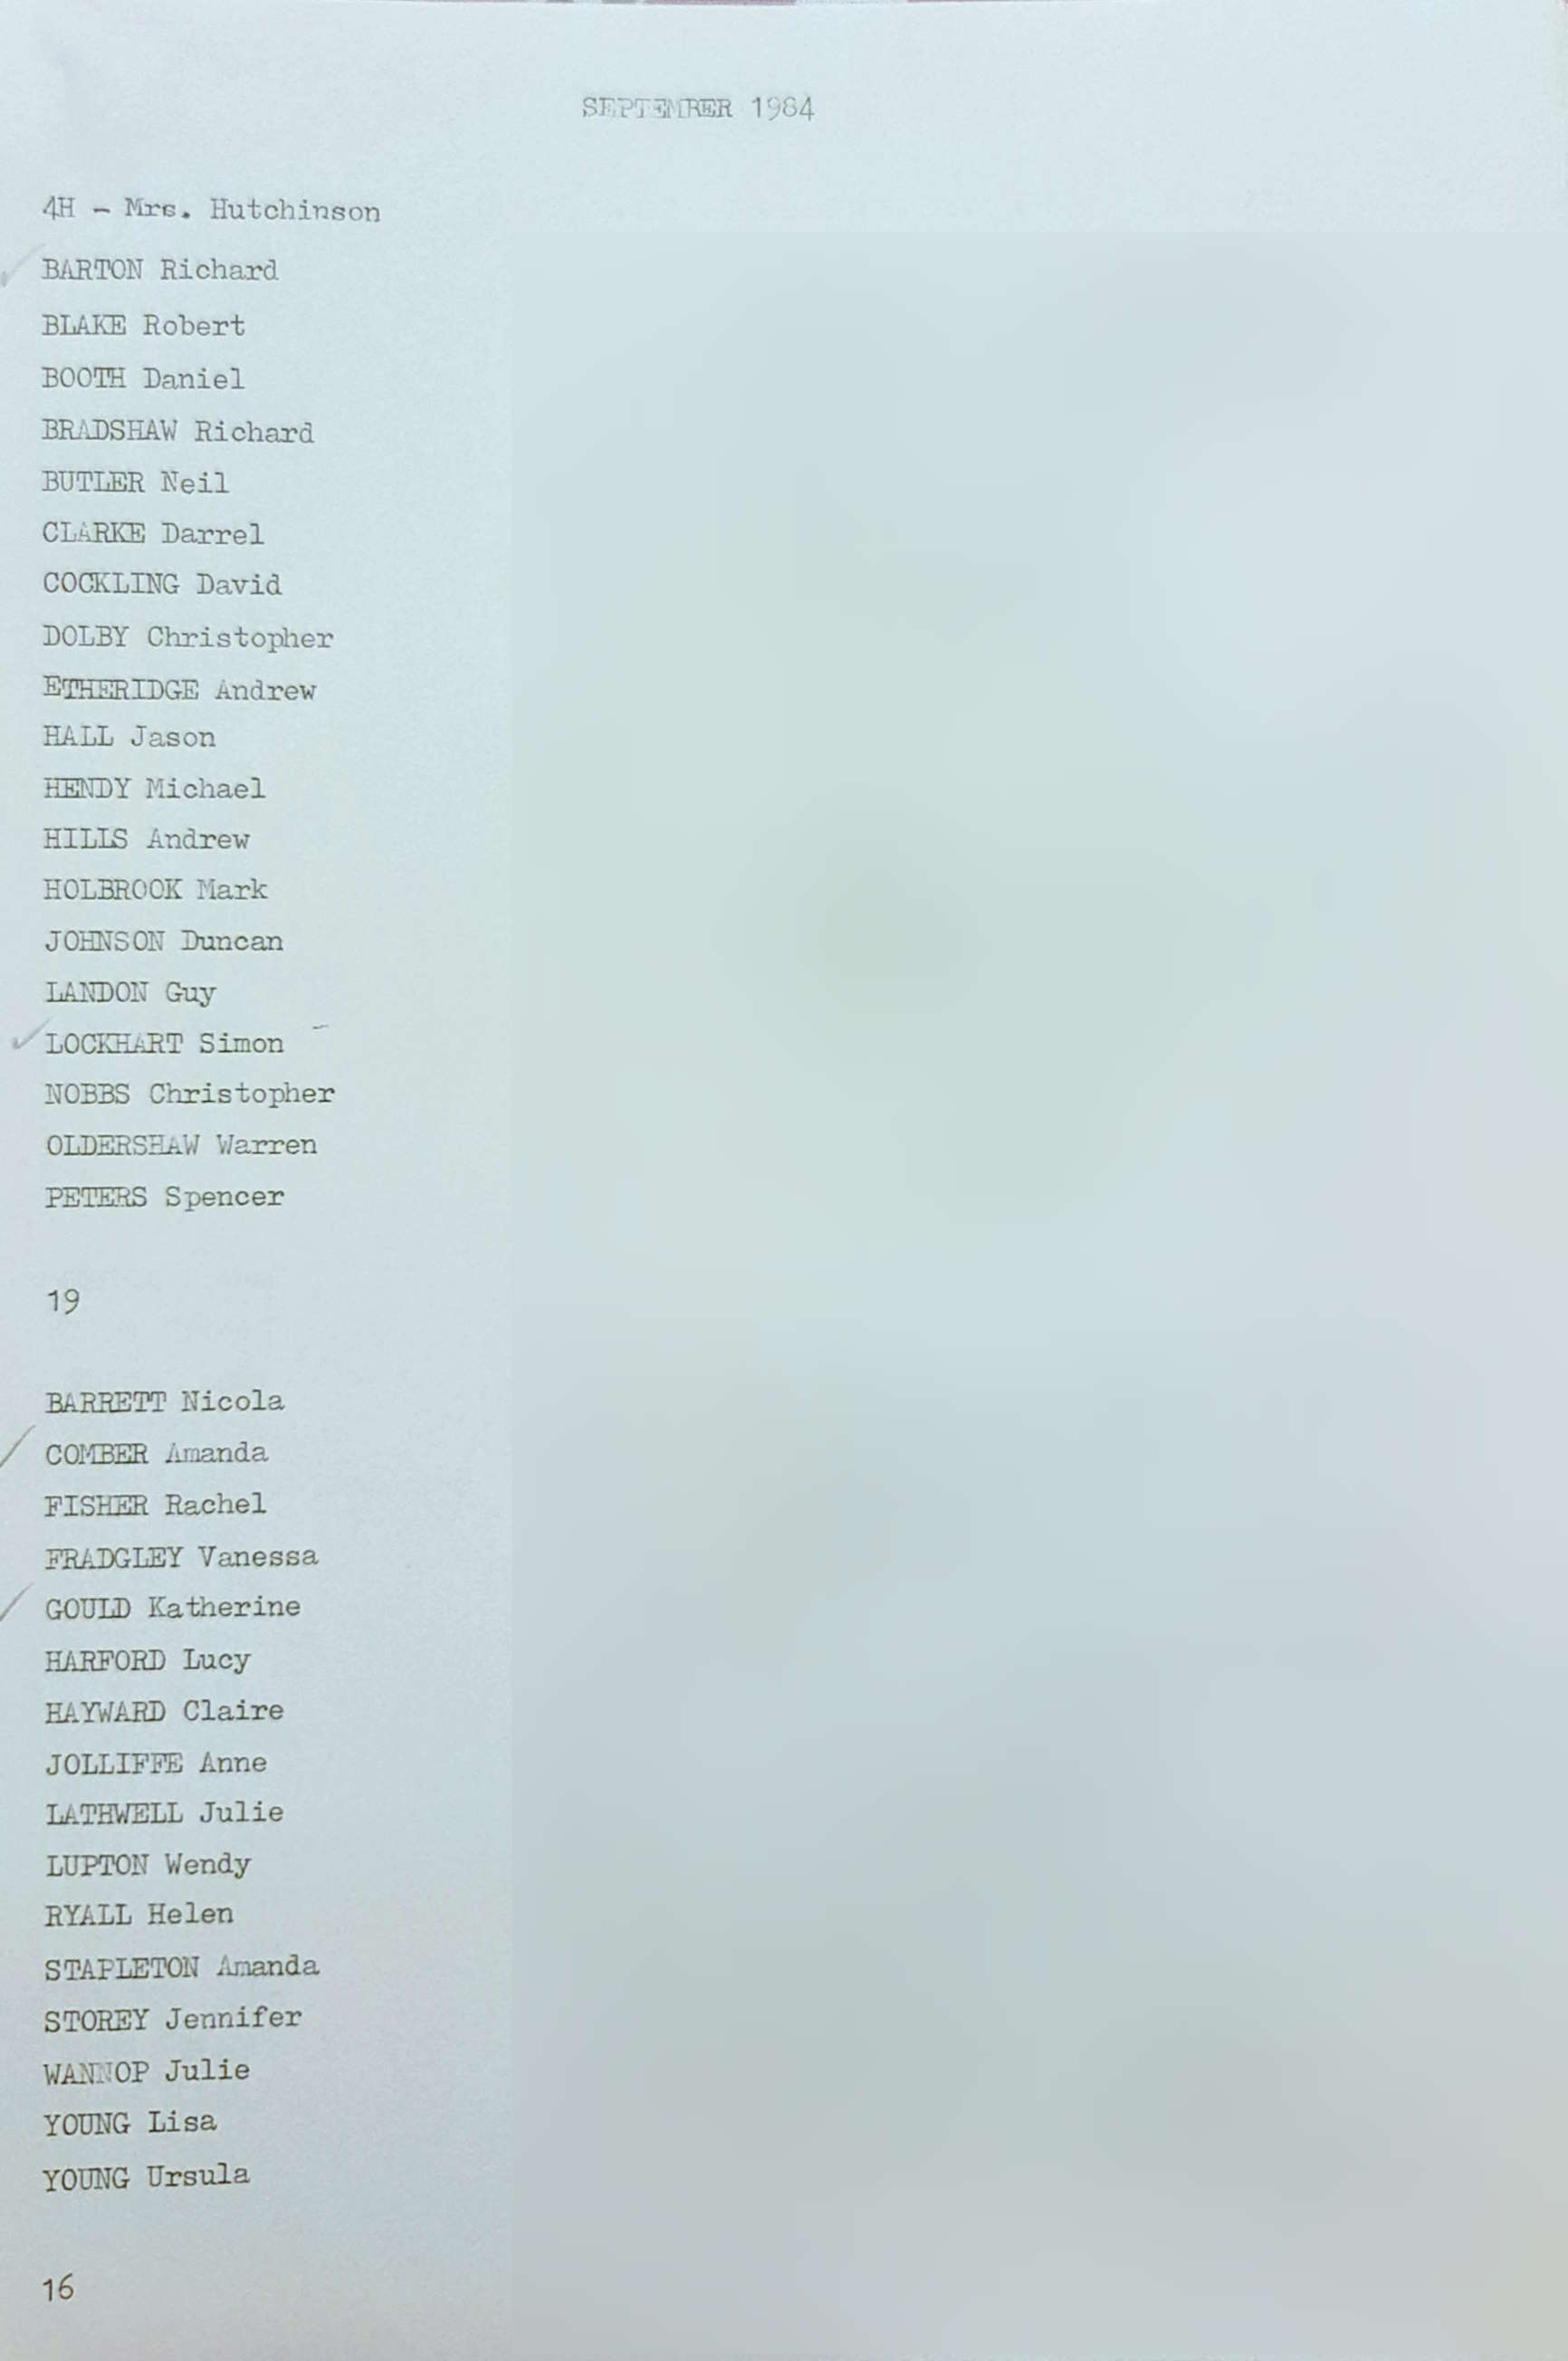 SEPTEMBER 1984
4H - Mrs. Hutchinson
BARTON Richard
BLAKE Robert
BOOTH Daniel
BRADSHAW Richard
BUTLER Neil
CLARKE Darrel
COCKLING David
DOLBY Christopher
ETHERIDGE Andrew
HALL Jason
HENDY Michael
HILLS Andrew
HOLBROOK Mark
JOHNSON Duncan
LANDON Guy
LOCKHART Simon
NOBBS Christopher
OLDERSHAW Warren
PETERS Spencer
19
BARRETT Nicola
COMBER Amanda
FISHER Rachel
FRADGLEY Vanessa
GOULD Katherine
HARFORD Lucy
HAYWARD Claire
JOLLIFFE Anne
LATHWELL Julie
LUPTON Wendy
RYALL Helen
STAPLETON Amanda
STOREY Jennifer
WANNOP Julie
YOUNG Lisa
YOUNG Ursula
16